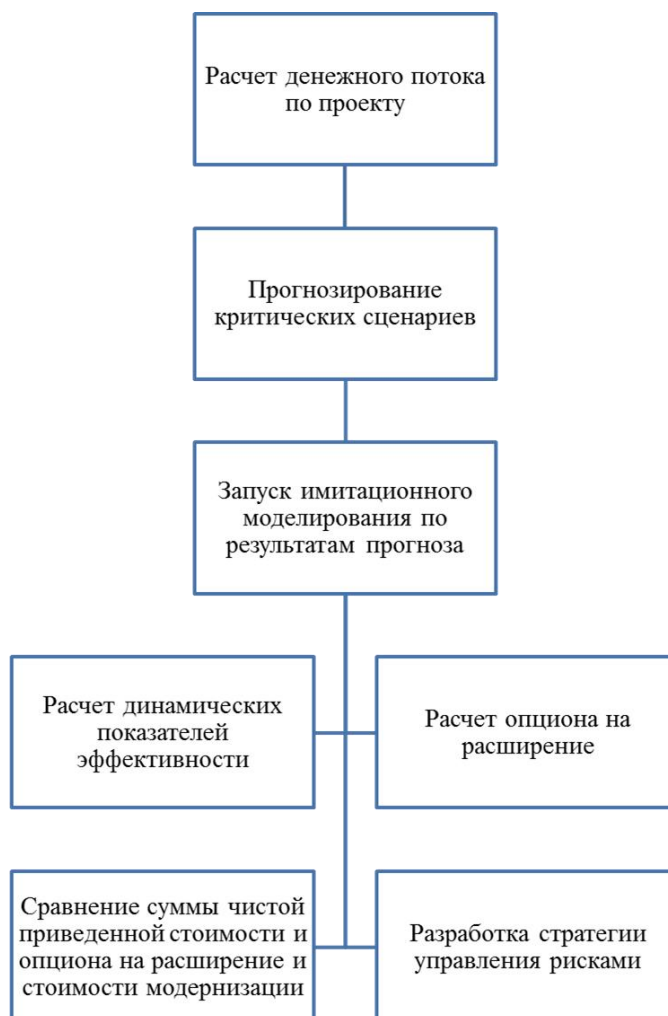 Расчет денежного потока
по проекту
Прогнозирование
критических сценариев
Запуск имитационного
моделирования по
результатам прогноза
Расчет динамических
показателей
эффективности
Расчет опциона на
расширение
Сравнение суммы чистой
приведенной стоимости и
опциона на расширение и
стоимости модернизации
Разработка стратегии
управления рисками